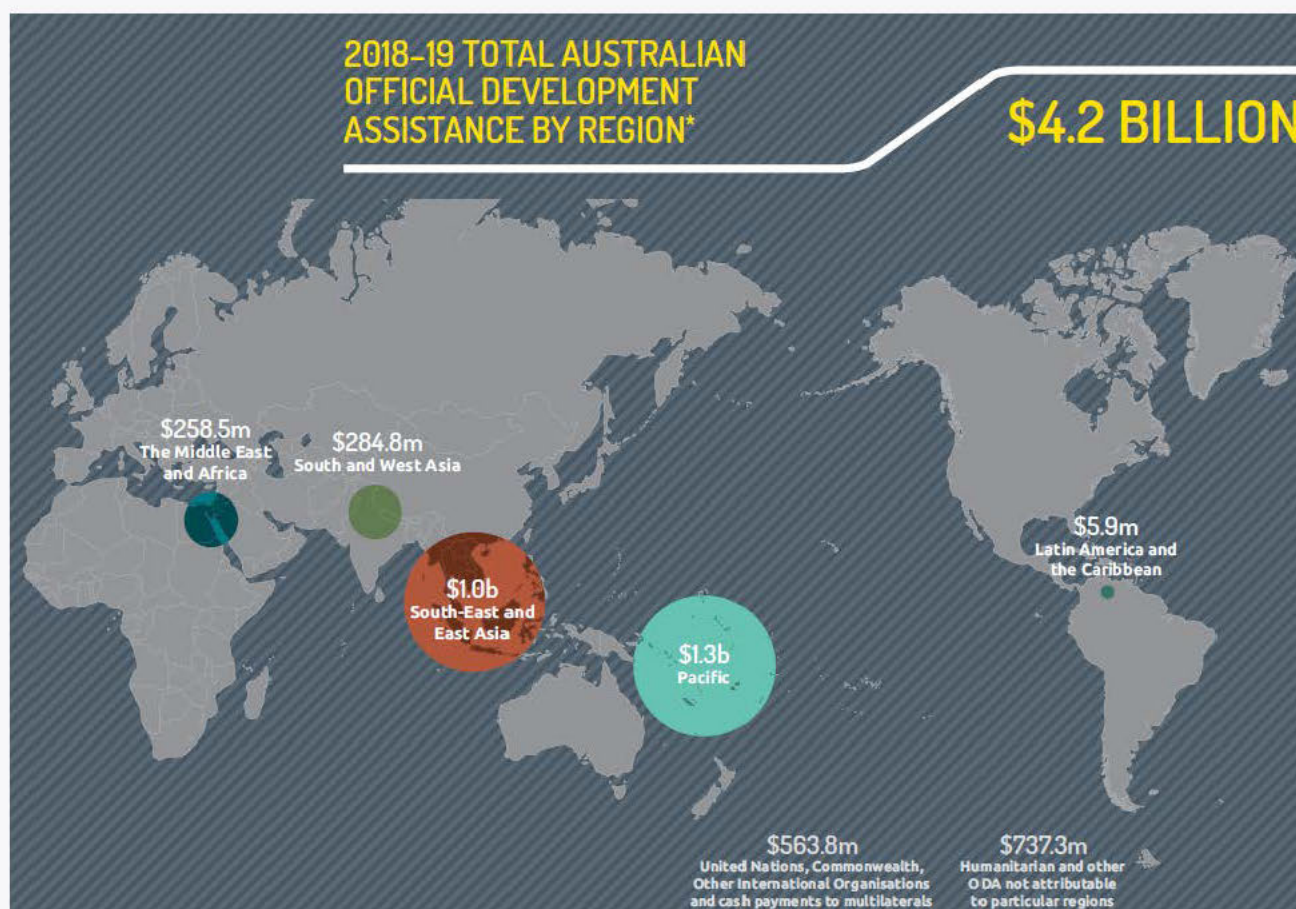 2018–19 TOTAL AUSTRALIAN
OFFICIAL DEVELOPMENT
ASSISTANCE BY REGION*
$4.2 BILLION
$258.5m
The Middle East
and Africa
$284.8m
South and West Asia
$1.0b
South-East and
East Asia
$1.3b
Pacific
$5.9m
Latin America and
the Caribbean
$563.8m
United Nations, Commonwealth,
Other International Organisations
and cash payments to multilaterals
$737.3m
Humanitarian and other
ODA not attributable
to particular regions